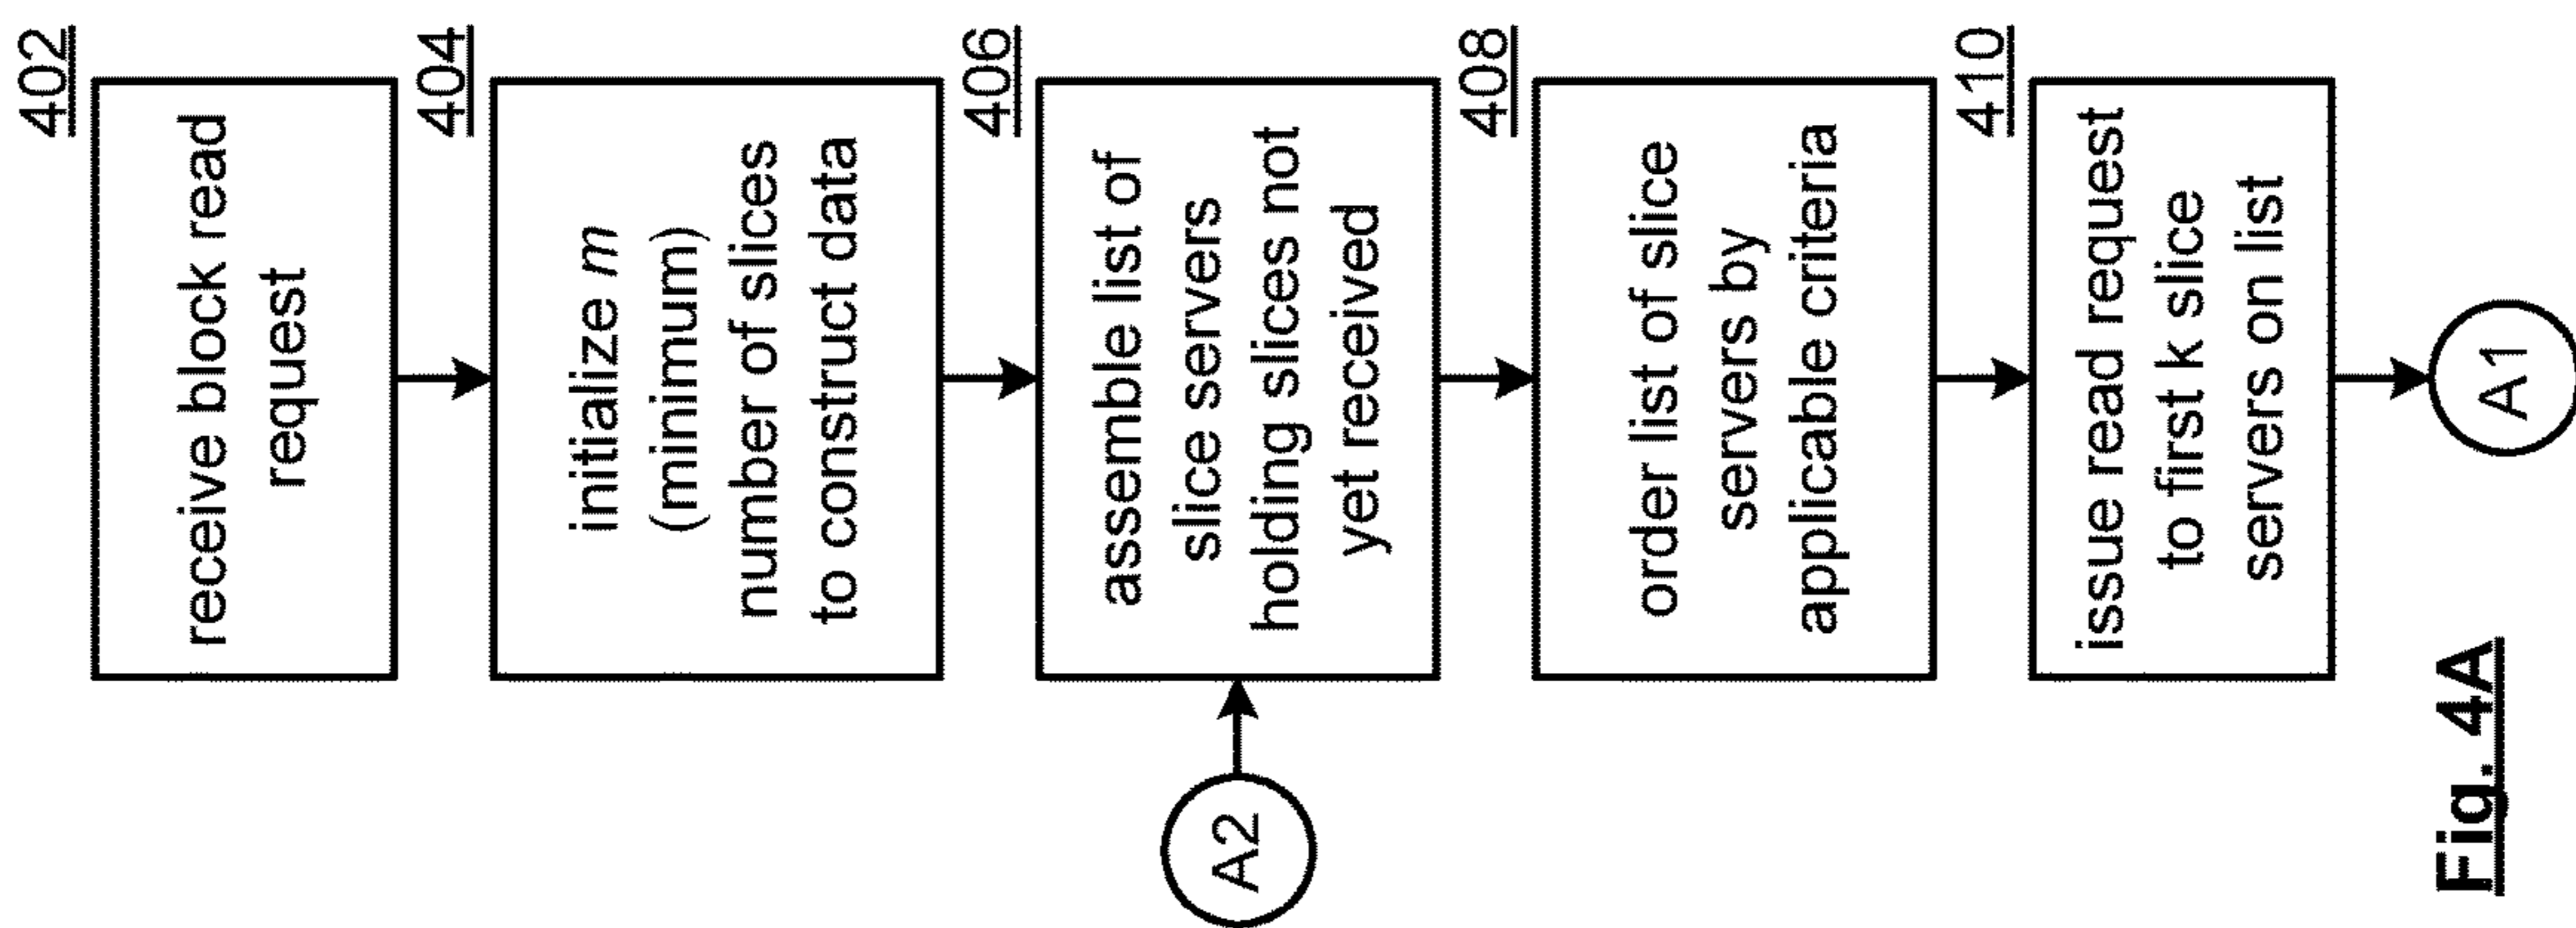 402
receive block read
request
404
initialize m
(minimum)
number of slices
to construct data
406
assemble list of
slice servers
holding slices not
yet received
A2
408
order list of slice
servers by
applicable criteria
410
issue read request
to first k slice
servers on list
A1
Fig. 4A